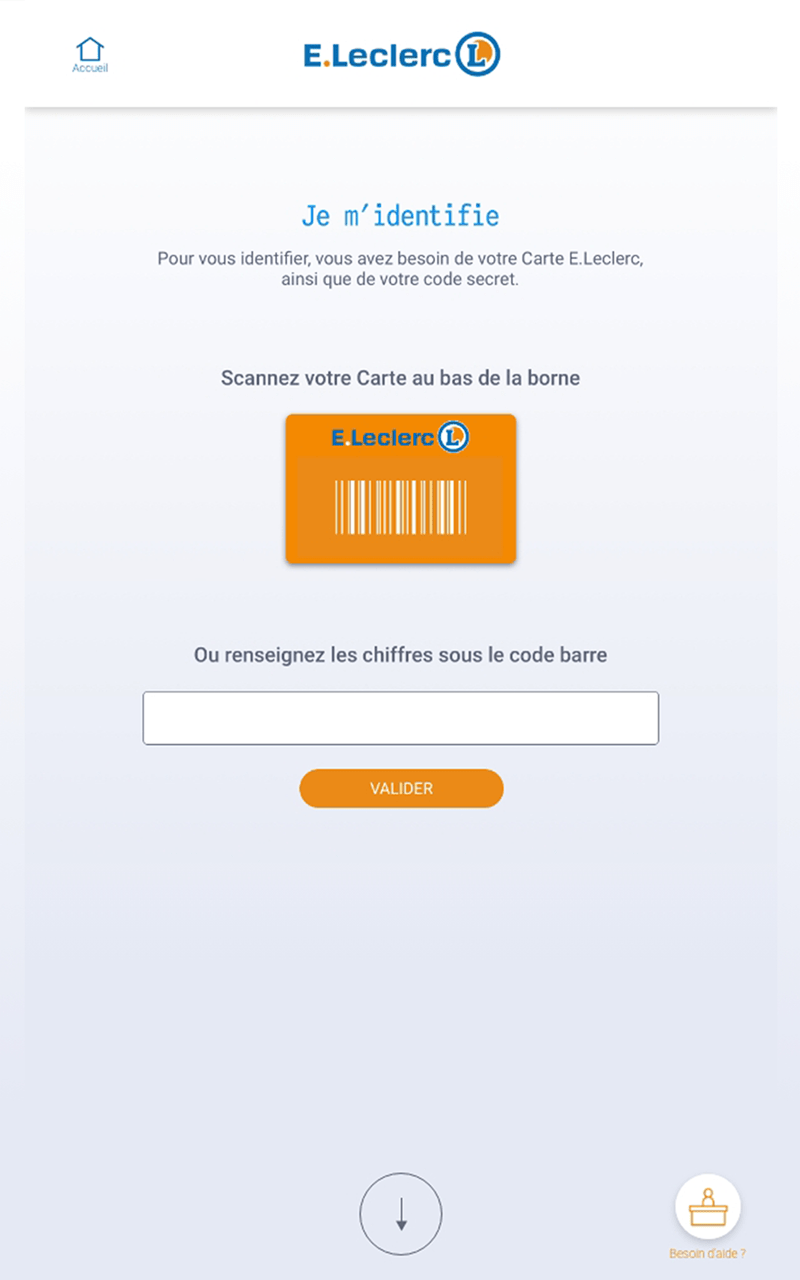 Accueil
E.Leclerc L
Je m'identifie
Pour vous identifier, vous avez besoin de votre Carte E.Leclerc,
ainsi que de votre code secret.
Scannez votre Carte au bas de la borne
E.Leclerc L
Ou renseignez les chiffres sous le code barre
VALIDER
Besoin d'aide ?